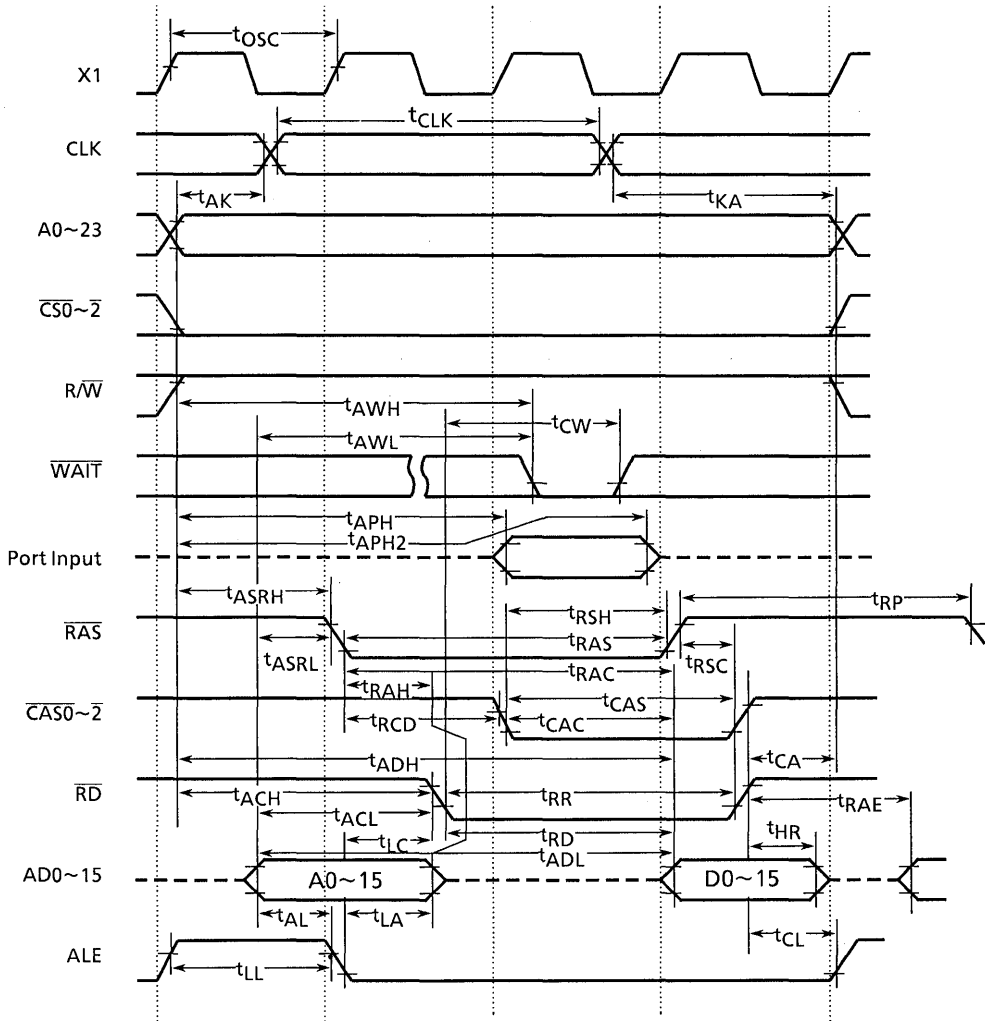 tOSC
X1
tCLK
CLK
tAK
tKA
A0~23
CS0~2
R/W
tAWH
tCW
tAWL
WAIT
tAPH
tAPH2
Port Input
tASRH
tRSH
tRP
RAS
tRAS
tASRL
tRSC
tRAC
tRAH
tCAS
CAS0~2
tRCD
tCAC
tADH
tCA
RD
tACH
tRR
tRAE
tACL
tRD
tHR
tLC
tADL
AD0~15
A0~15
D0~15
tAL
tLA
tCL
ALE
tLL